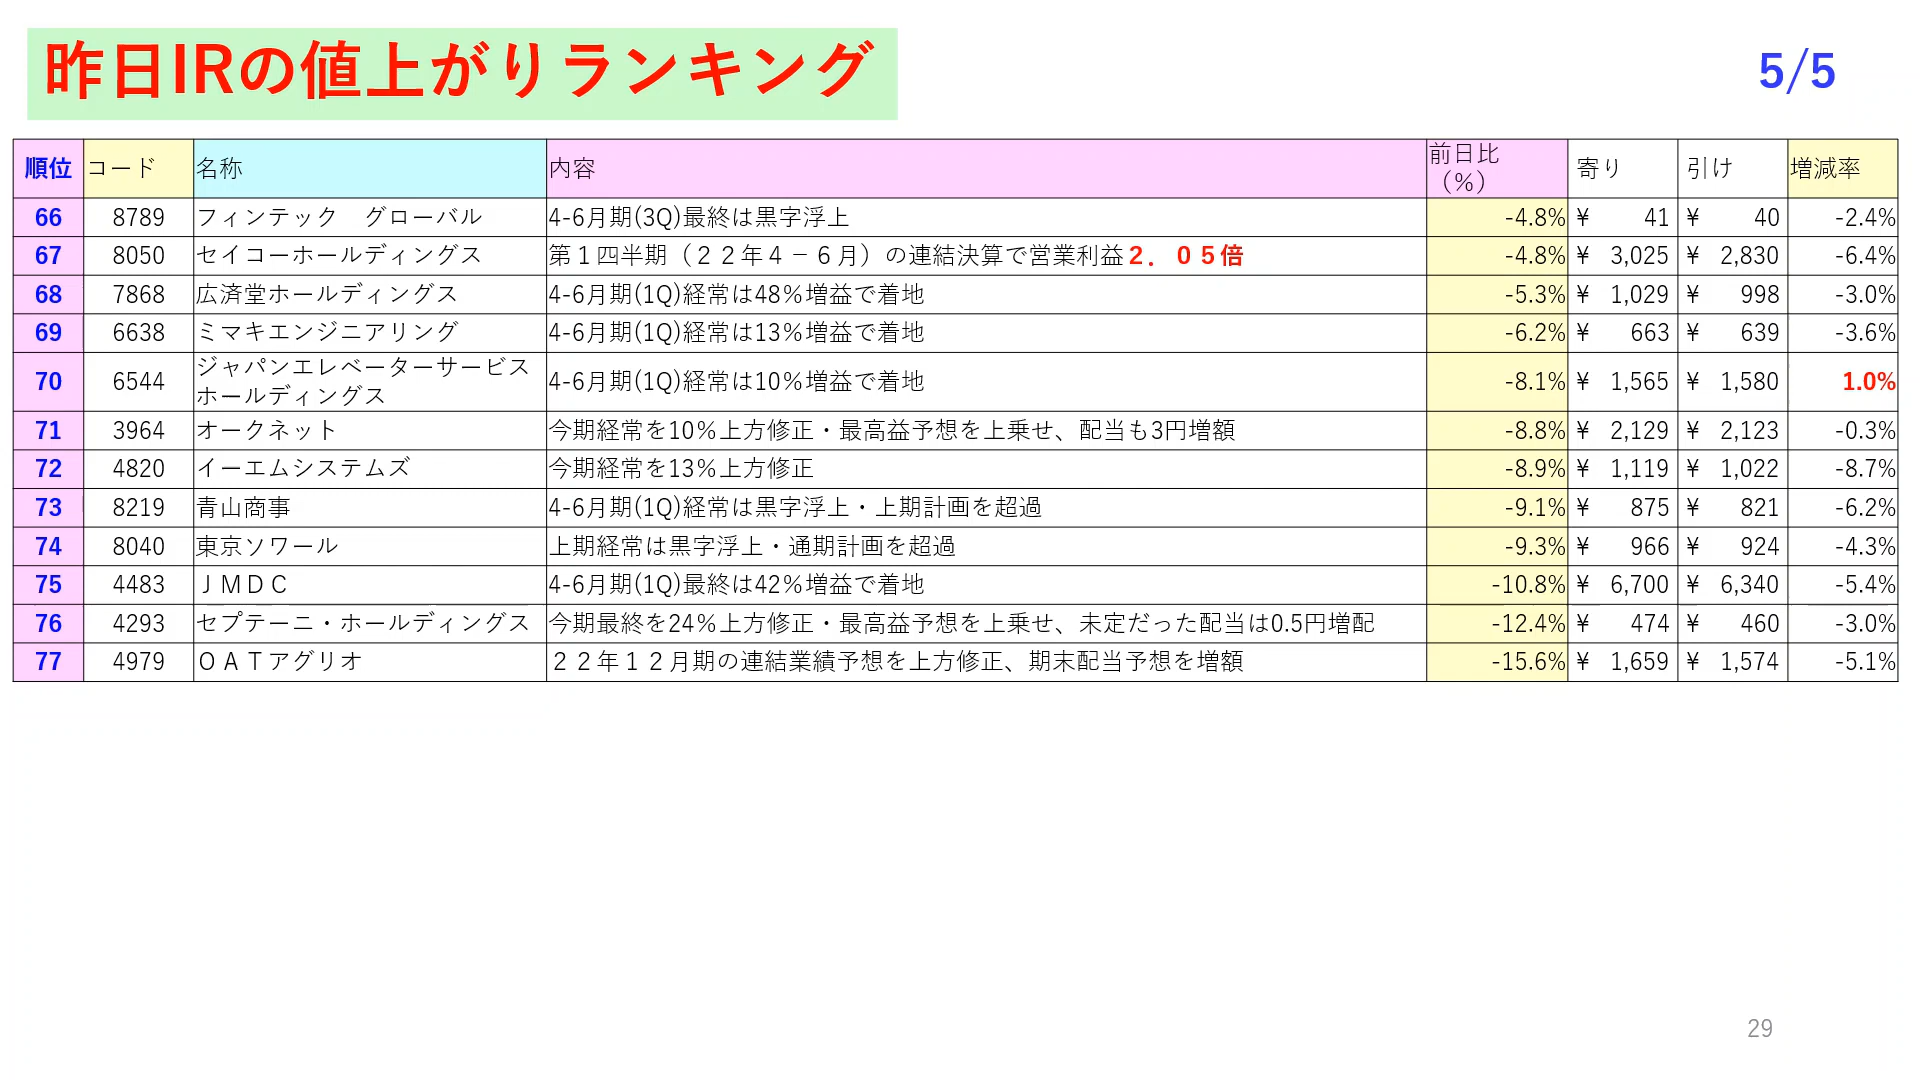 昨日IRの値上がりランキング
5/5
順位 コード 名称 内容 前日比（%） 寄り 引け 増減率
66 8789 フィンテック　グローバル 4-6月期(3Q)最終は黒字浮上 -4.8% ¥ 41 ¥ 40 -2.4%
67 8050 セイコーホールディングス 第１四半期（２２年４－６月）の連結決算で営業利益２．０５倍 -4.8% ¥ 3,025 ¥ 2,830 -6.4%
68 7868 広済堂ホールディングス 4-6月期(1Q)経常は48%増益で着地 -5.3% ¥ 1,029 ¥ 998 -3.0%
69 6638 ミマキエンジニアリング 4-6月期(1Q)経常は13%増益で着地 -6.2% ¥ 663 ¥ 639 -3.6%
70 6544 ジャパンエレベーターサービスホールディングス 4-6月期(1Q)経常は10%増益で着地 -8.1% ¥ 1,565 ¥ 1,580 1.0%
71 3964 オークネット 今期経常を10%上方修正・最高益予想を上乗せ、配当も3円増額 -8.8% ¥ 2,129 ¥ 2,123 -0.3%
72 4820 イーエムシステムズ 今期経常を13%上方修正 -8.9% ¥ 1,119 ¥ 1,022 -8.7%
73 8219 青山商事 4-6月期(1Q)経常は黒字浮上・上期計画を超過 -9.1% ¥ 875 ¥ 821 -6.2%
74 8040 東京ソワール 上期経常は黒字浮上・通期計画を超過 -9.3% ¥ 966 ¥ 924 -4.3%
75 4483 ＪＭＤＣ 4-6月期(1Q)最終は42%増益で着地 -10.8% ¥ 6,700 ¥ 6,340 -5.4%
76 4293 セプテーニ・ホールディングス 今期最終を24%上方修正・最高益予想を上乗せ、未定だった配当は0.5円増配 -12.4% ¥ 474 ¥ 460 -3.0%
77 4979 ＯＡＴアグリオ ２２年１２月期の連結業績予想を上方修正、期末配当予想を増額 -15.6% ¥ 1,659 ¥ 1,574 -5.1%
29